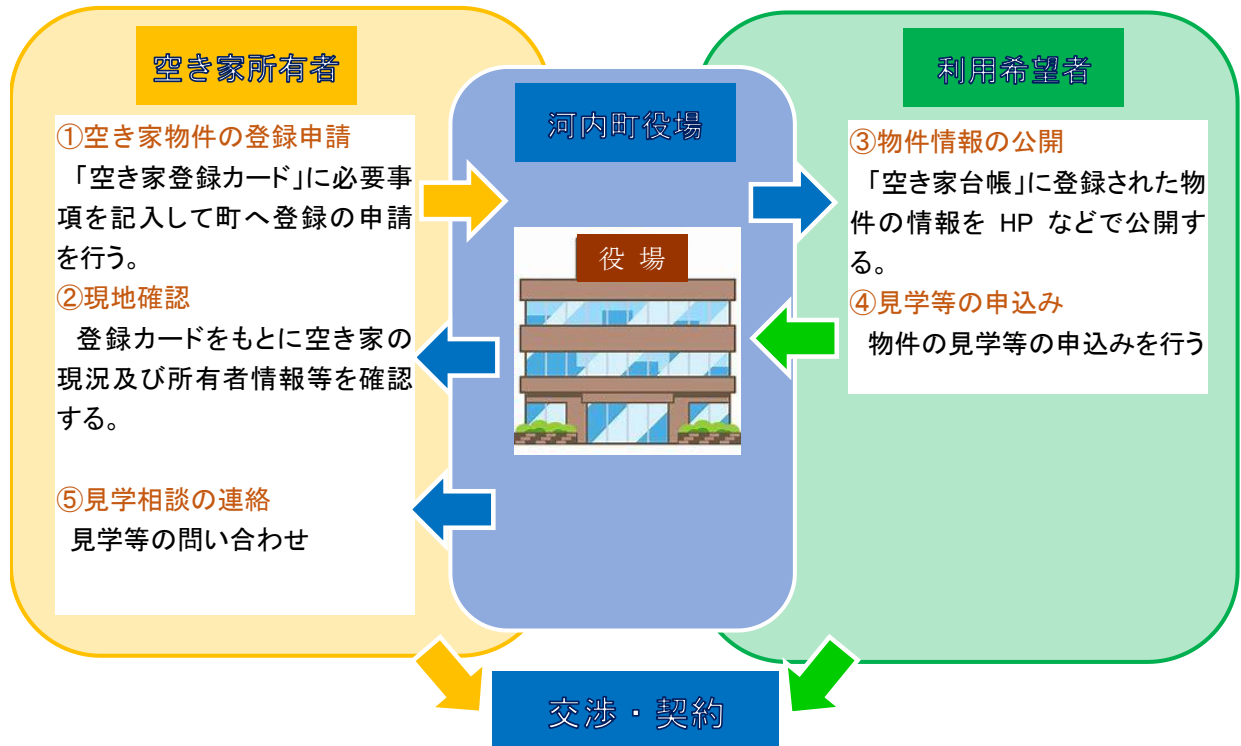 空き家所有者
①空き家物件の登録申請
「空き家登録カード」に必要事
項を記入して町へ登録の申請
を行う。
②現地確認
登録カードをもとに空き家の
現況及び所有者情報等を確認
する。
⑤見学相談の連絡
見学等の問い合わせ
河内町役場
役 場
利用希望者
③物件情報の公開
「空き家台帳」に登録された物
件の情報を HP などで公開す
る。
④見学等の申込み
物件の見学等の申込みを行う
交渉・契約